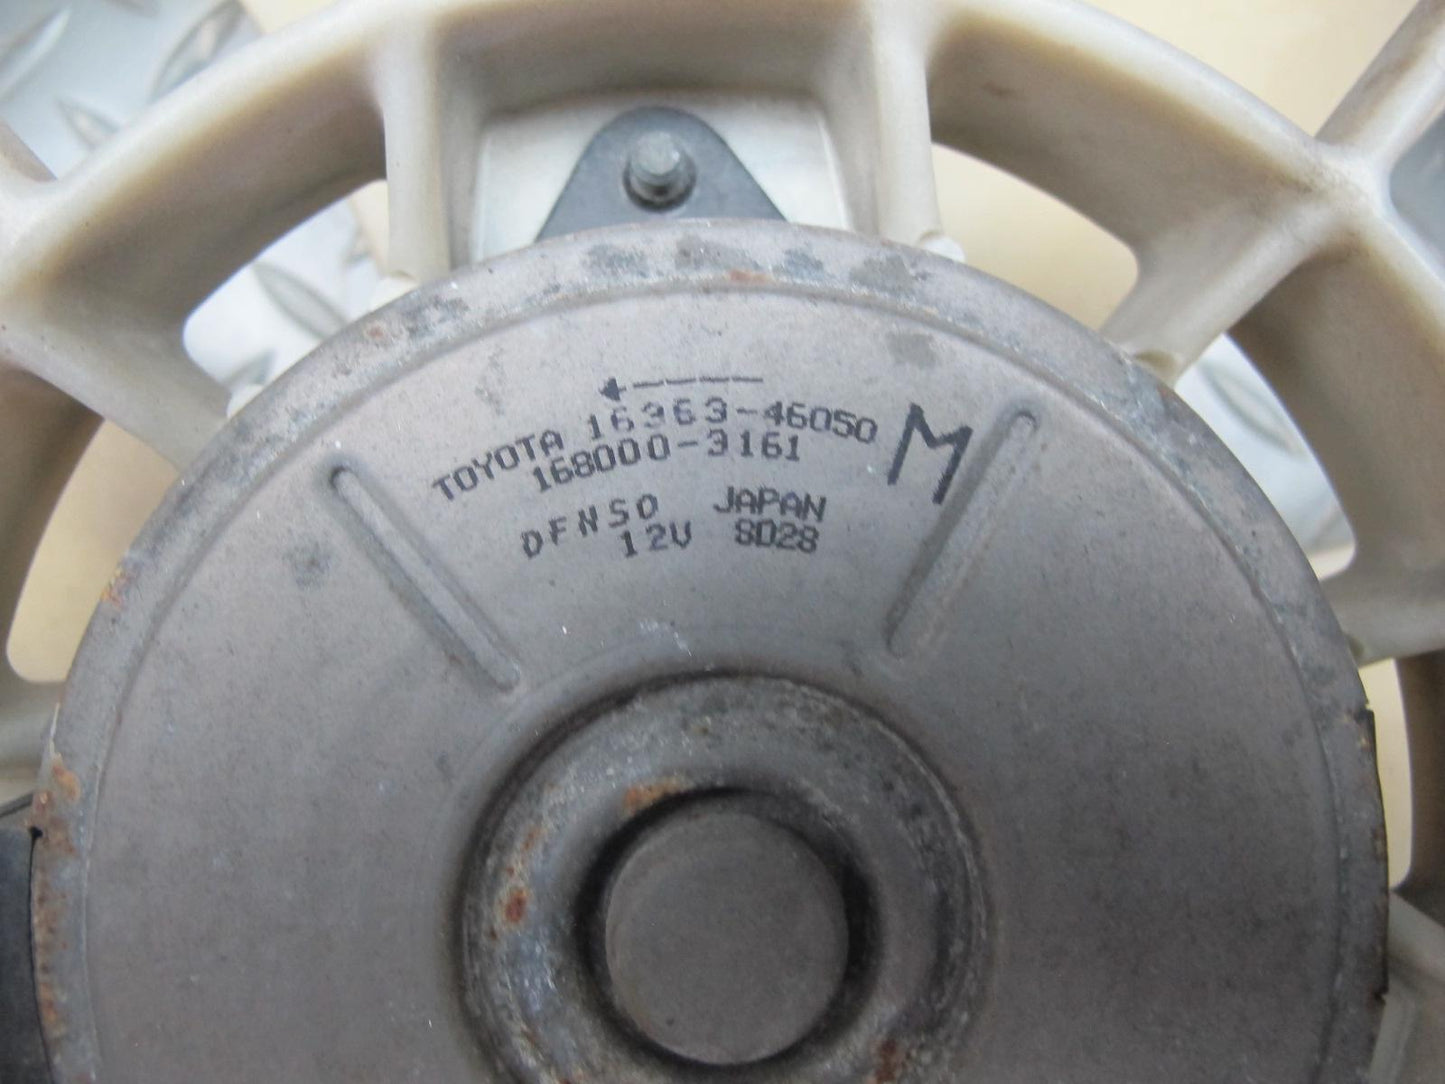 TOYOTA 16363-46050 M
168000-3161
DENSO JAPAN
12V 8D28